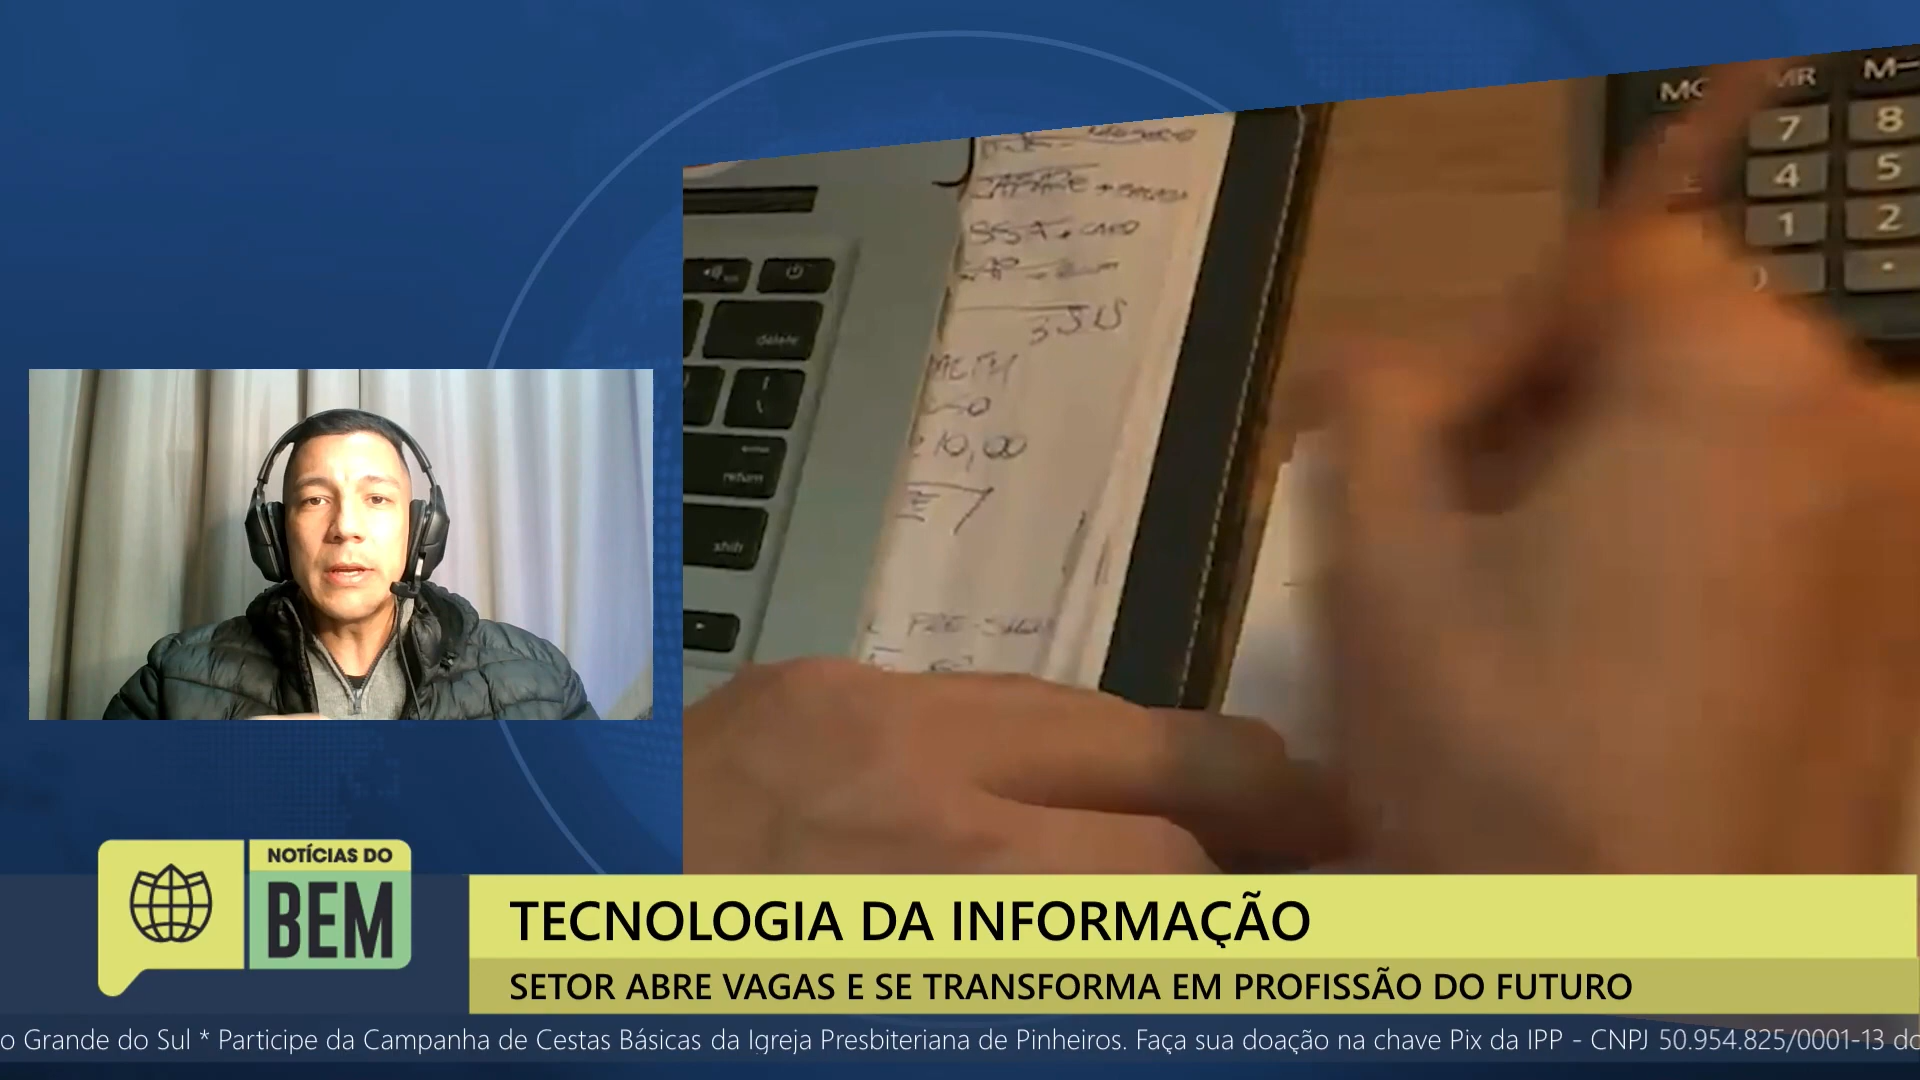 MR M-
7 8
4 5
1 2
delete
return
shift
10,00
NOTÍCIAS DO
BEM
TECNOLOGIA DA INFORMAÇÃO
SETOR ABRE VAGAS E SE TRANSFORMA EM PROFISSÃO DO FUTURO
o Grande do Sul * Participe da Campanha de Cestas Básicas da Igreja Presbiteriana de Pinheiros. Faça sua doação na chave Pix da IPP - CNPJ 50.954.825/0001-13 do